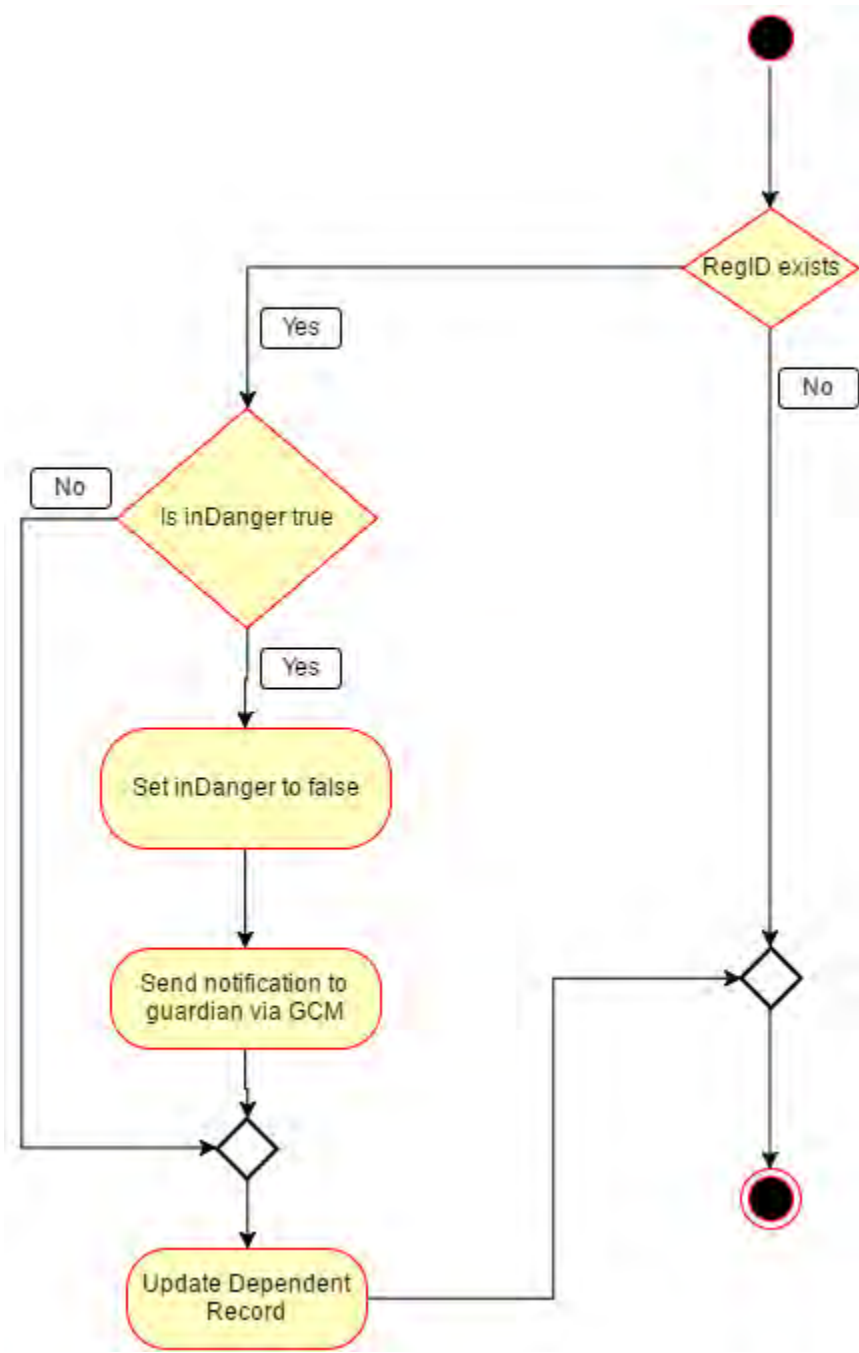 RegID exists
Yes
No
Is inDanger true
No
Yes
Set inDanger to false
Send notification to
guardian via GCM
Update Dependent
Record